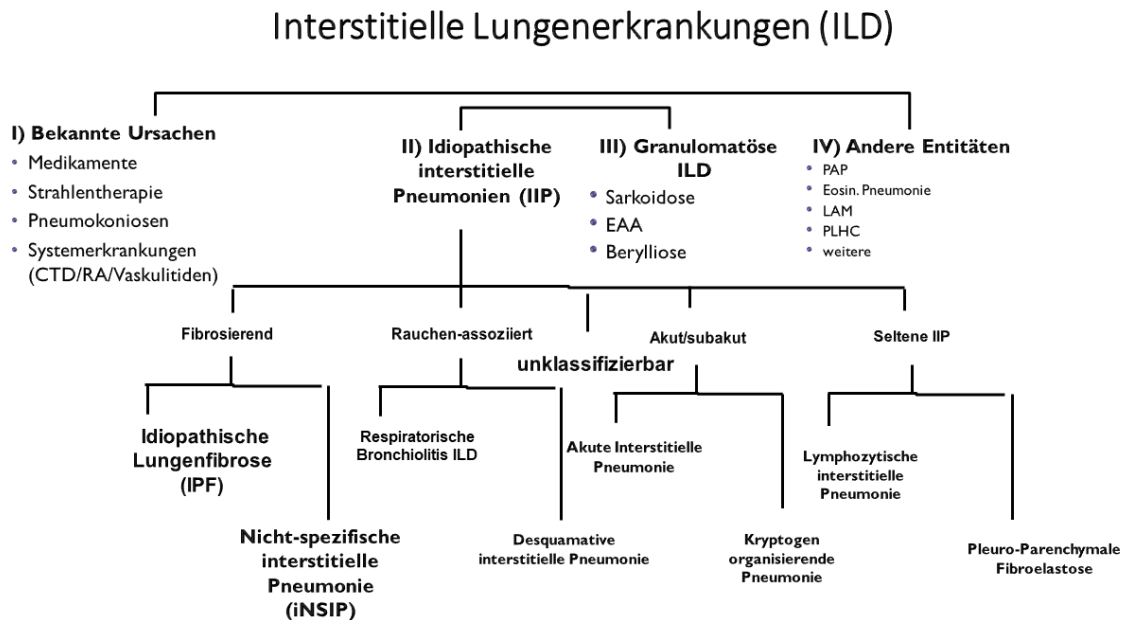 Interstitielle Lungenerkrankungen (ILD)
I) Bekannte Ursachen
• Medikamente
• Strahlentherapie
• Pneumokoniosen
• Systemerkrankungen
(CTD/RA/Vaskulitiden)
II) Idiopathische
interstitielle
Pneumonien (IIP)
III) Granulomatöse
ILD
• Sarkoidose
• EAA
• Berylliose
IV) Andere Entitäten
• PAP
• Eosin. Pneumonie
• LAM
• PLHC
• weitere
Fibrosierend
Rauchen-assoziiert
unklassifizierbar
Akut/subakut
Seltene IIP
Idiopathische
Lungenfibrose
(IPF)
Nicht-spezifische
interstitielle
Pneumonie
(iNSIP)
Respiratorische
Bronchiolitis ILD
Desquamative
interstitielle Pneumonie
Akute Interstitielle
Pneumonie
Kryptogen
organisierende
Pneumonie
Lymphozytische
interstitielle
Pneumonie
Pleuro-Parenchymale
Fibroelastose